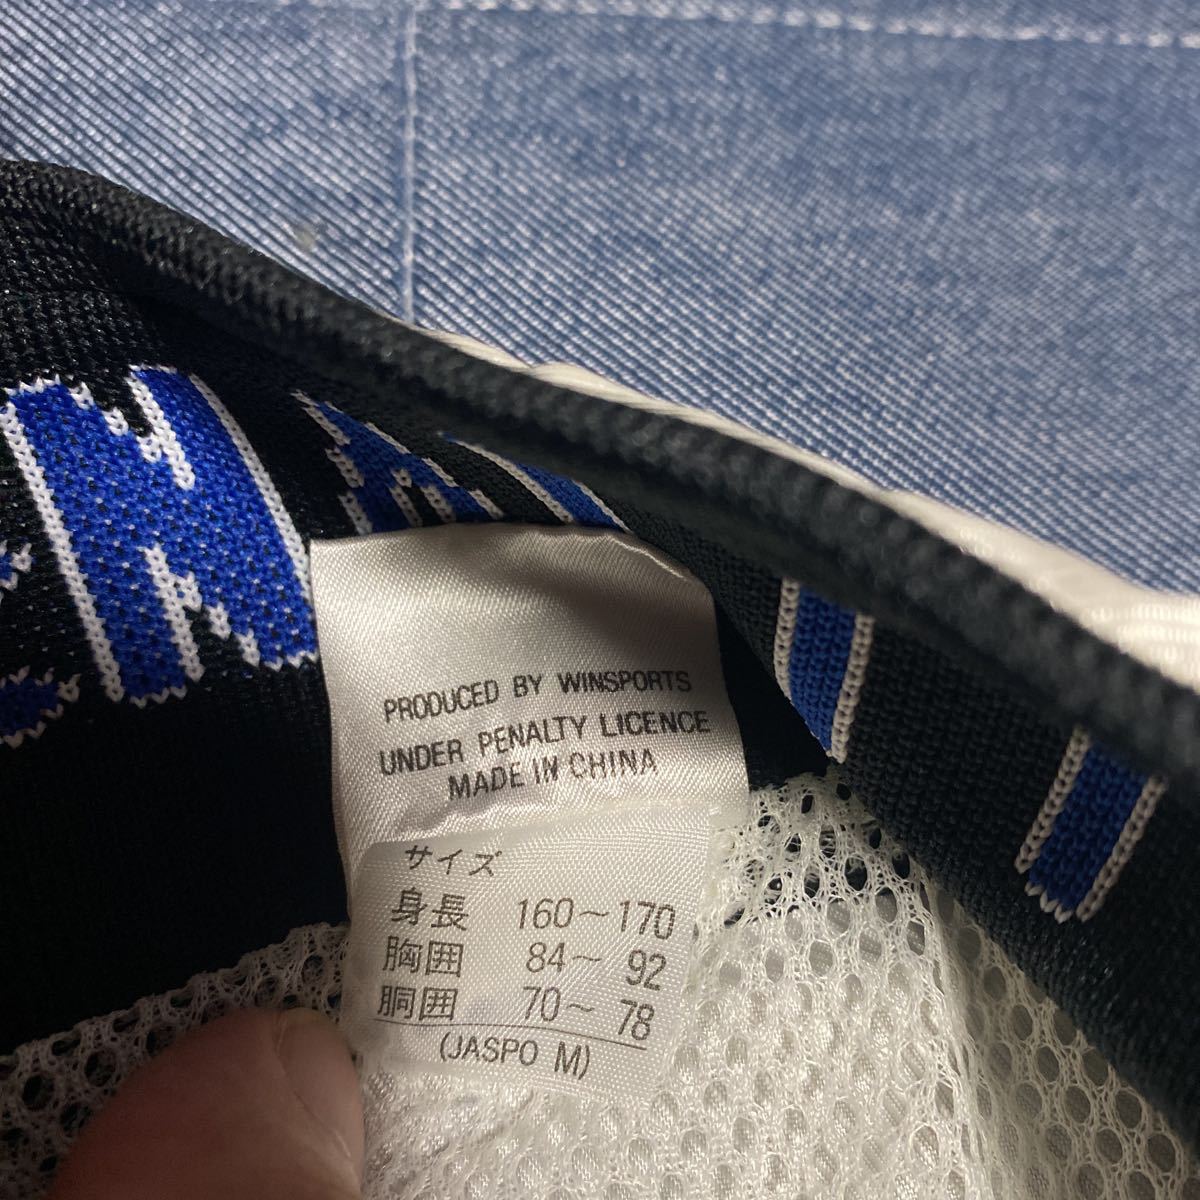 PRODUCED BY WINSPORTS
UNDER PENALTY LICENCE
MADE IN CHINA
サイズ
身長 160～170
胸囲 84～ 92
胴囲 70～ 78
(JASPO M)